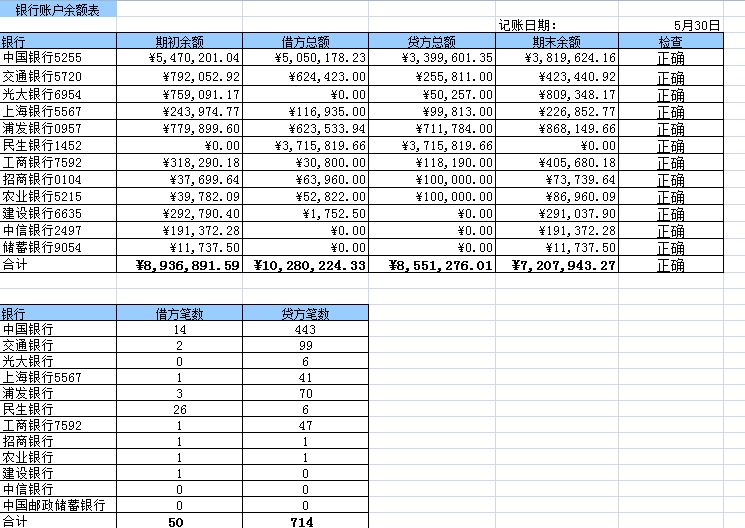 银行账户余额表
记账日期： 5月30日
银行 期初余额 借方总额 贷方总额 期末余额 检查
中国银行5255 ¥5,470,201.04 ¥5,050,178.23 ¥3,399,601.35 ¥3,819,624.16 正确
交通银行5720 ¥792,052.92 ¥624,423.00 ¥255,811.00 ¥423,440.92 正确
光大银行6954 ¥759,091.17 ¥0.00 ¥50,257.00 ¥809,348.17 正确
上海银行5567 ¥243,974.77 ¥116,935.00 ¥99,813.00 ¥226,852.77 正确
浦发银行0957 ¥779,899.60 ¥623,533.94 ¥711,784.00 ¥868,149.66 正确
民生银行1452 ¥0.00 ¥3,715,819.66 ¥3,715,819.66 ¥0.00 正确
工商银行7592 ¥318,290.18 ¥30,800.00 ¥118,190.00 ¥405,680.18 正确
招商银行0104 ¥37,699.64 ¥63,960.00 ¥100,000.00 ¥73,739.64 正确
农业银行5215 ¥39,782.09 ¥52,822.00 ¥100,000.00 ¥86,960.09 正确
建设银行6635 ¥292,790.40 ¥1,752.50 ¥0.00 ¥291,037.90 正确
中信银行2497 ¥191,372.28 ¥0.00 ¥0.00 ¥191,372.28 正确
储蓄银行9054 ¥11,737.50 ¥0.00 ¥0.00 ¥11,737.50 正确
合计 ¥8,936,891.59 ¥10,280,224.33 ¥8,551,276.01 ¥7,207,943.27 正确
银行 借方笔数 贷方笔数
中国银行 14 443
交通银行 2 99
光大银行 0 6
上海银行5567 1 41
浦发银行 3 70
民生银行 26 6
工商银行7592 1 47
招商银行 1 1
农业银行 1 1
建设银行 1 0
中信银行 0 0
中国邮政储蓄银行 0 0
合计 50 714